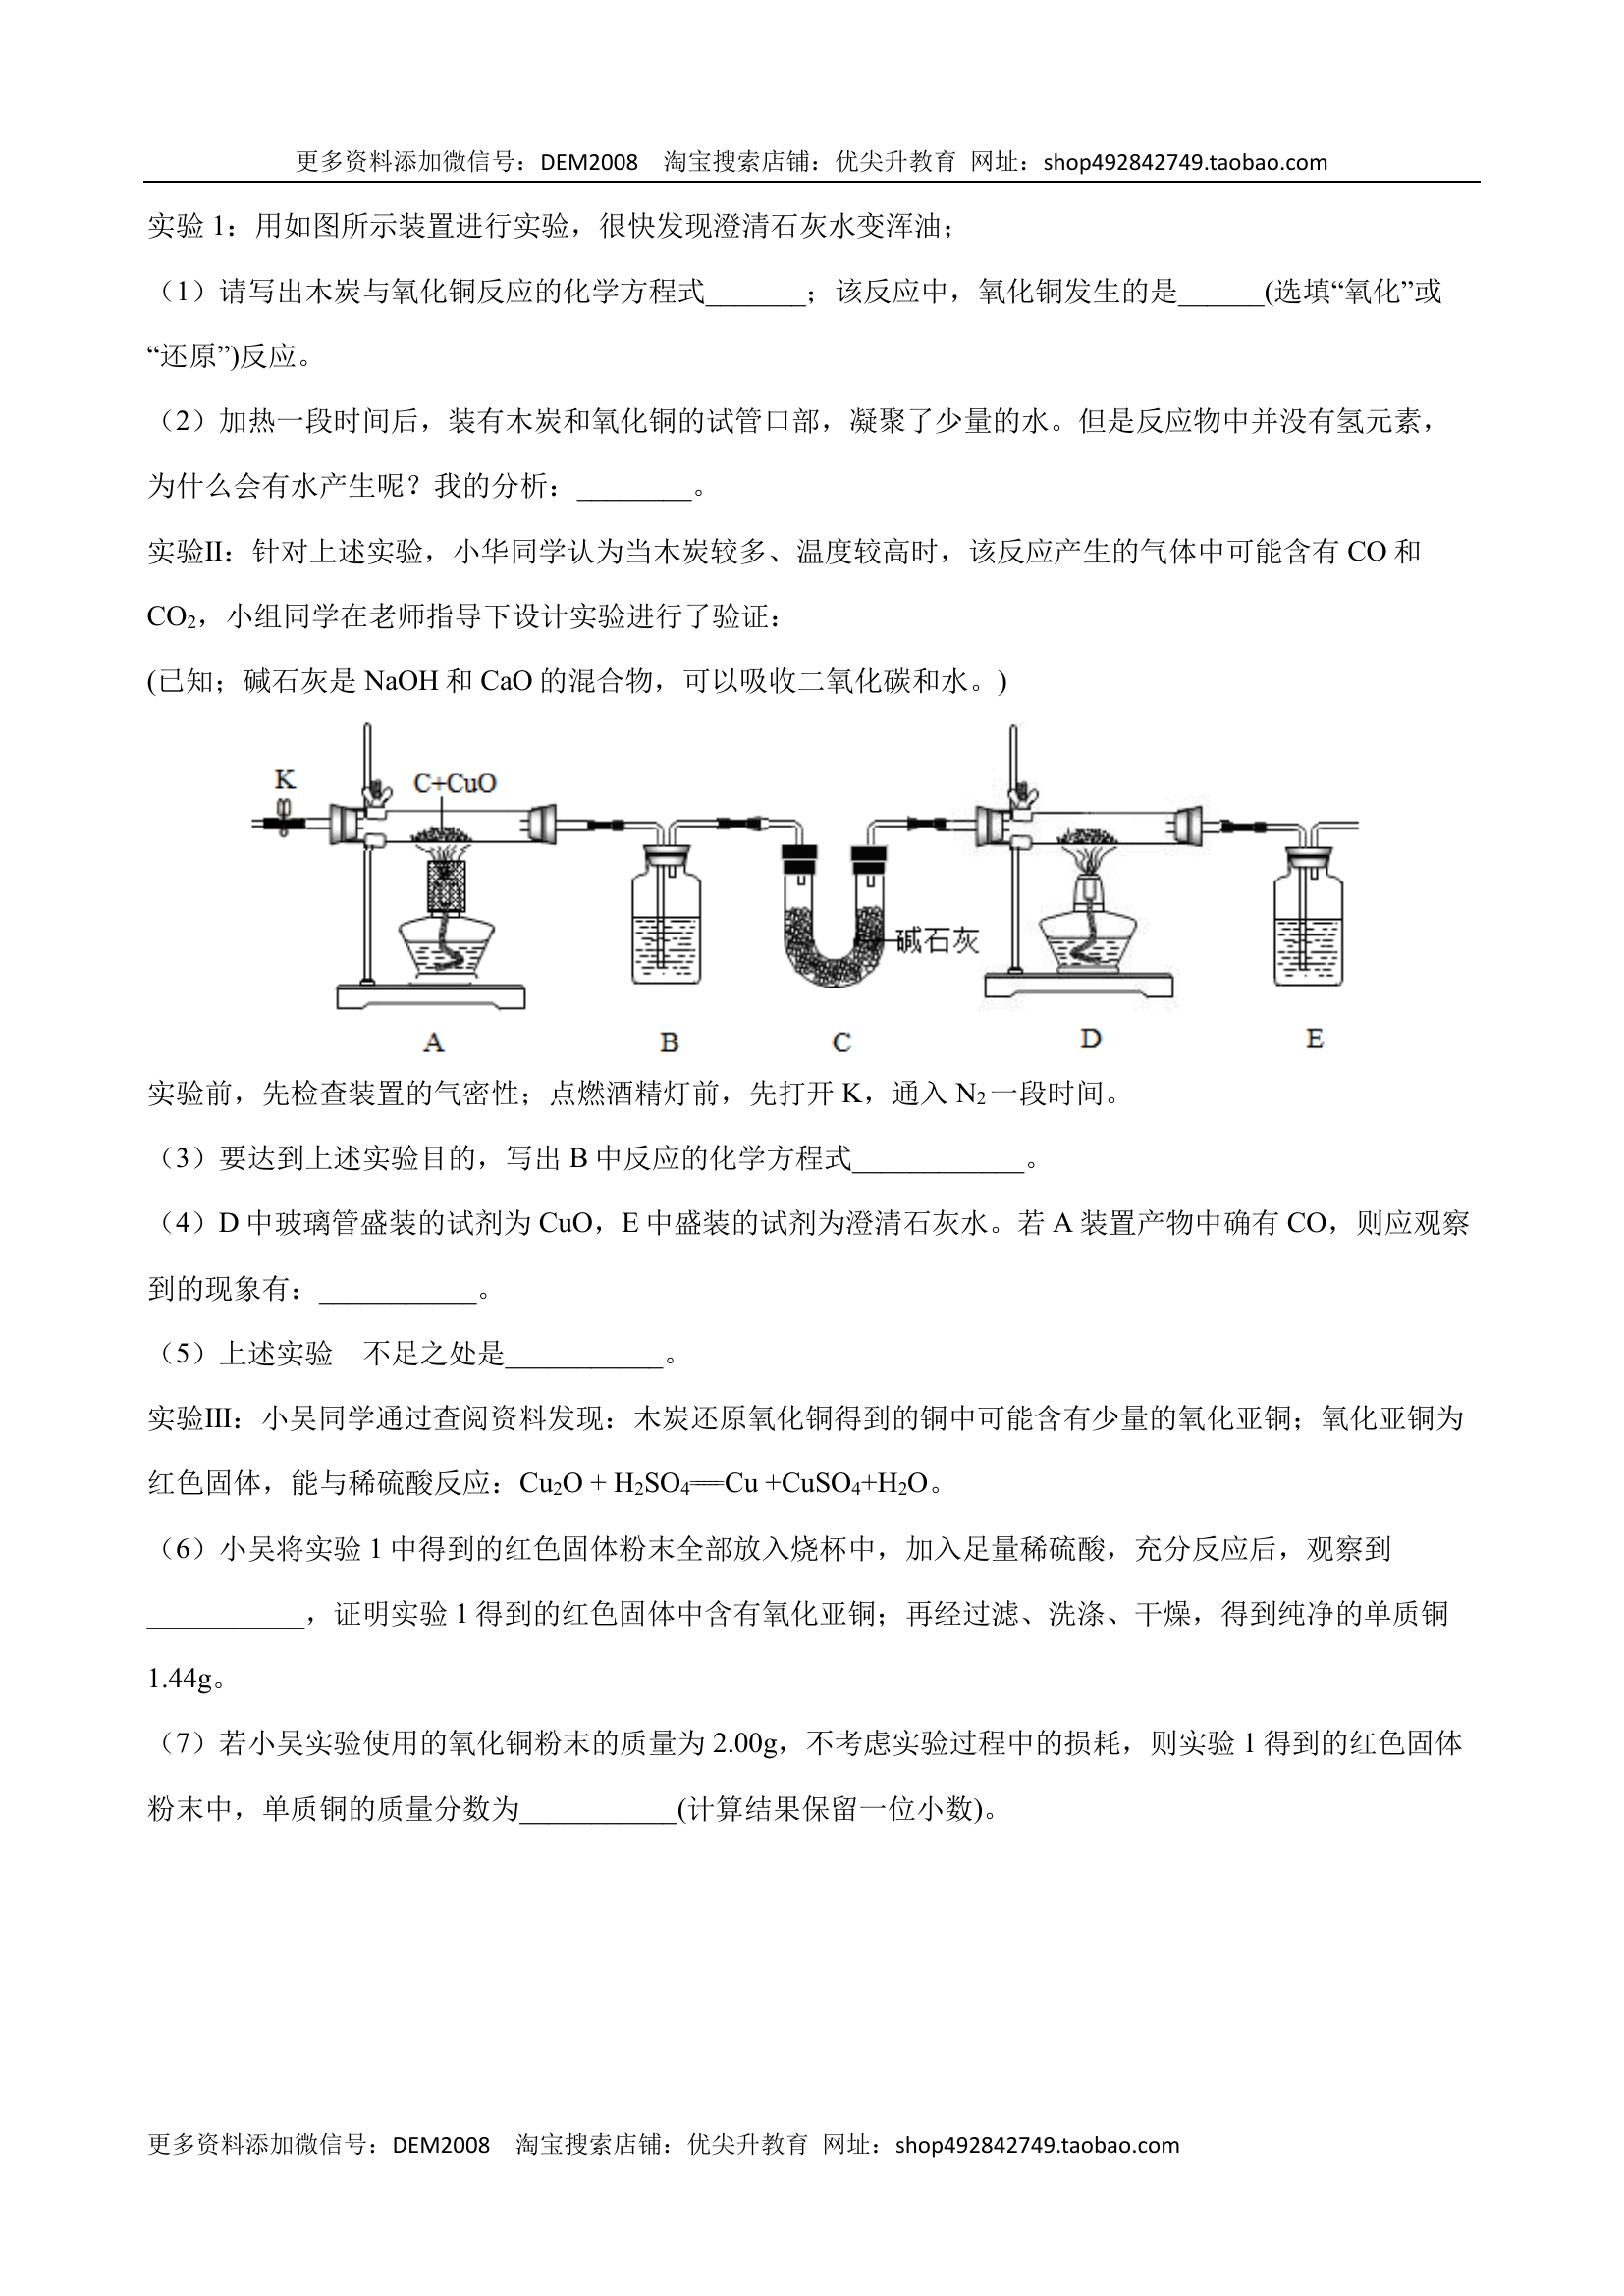 更多资料添加微信号：DEM2008 淘宝搜索店铺：优尖升教育 网址：shop492842749.taobao.com
实验 1：用如图所示装置进行实验，很快发现澄清石灰水变浑油；
（1）请写出木炭与氧化铜反应的化学方程式_______；该反应中，氧化铜发生的是______(选填“氧化”或
“还原”)反应。
（2）加热一段时间后，装有木炭和氧化铜的试管口部，凝聚了少量的水。但是反应物中并没有氢元素，
为什么会有水产生呢？我的分析：________。
实验Ⅱ：针对上述实验，小华同学认为当木炭较多、温度较高时，该反应产生的气体中可能含有 CO 和
CO₂，小组同学在老师指导下设计实验进行了验证：
(已知；碱石灰是 NaOH 和 CaO 的混合物，可以吸收二氧化碳和水。)
K C+CuO
碱石灰
A B C D E
实验前，先检查装置的气密性；点燃酒精灯前，先打开 K，通入 N₂ 一段时间。
（3）要达到上述实验目的，写出 B 中反应的化学方程式____________。
（4）D 中玻璃管盛装的试剂为 CuO，E 中盛装的试剂为澄清石灰水。若 A 装置产物中确有 CO，则应观察
到的现象有：___________。
（5）上述实验 不足之处是___________。
实验Ⅲ：小吴同学通过查阅资料发现：木炭还原氧化铜得到的铜中可能含有少量的氧化亚铜；氧化亚铜为
红色固体，能与稀硫酸反应：Cu₂O + H₂SO₄══Cu +CuSO₄+H₂O。
（6）小吴将实验 1 中得到的红色固体粉末全部放入烧杯中，加入足量稀硫酸，充分反应后，观察到
___________，证明实验 1 得到的红色固体中含有氧化亚铜；再经过滤、洗涤、干燥，得到纯净的单质铜
1.44g。
（7）若小吴实验使用的氧化铜粉末的质量为 2.00g，不考虑实验过程中的损耗，则实验 1 得到的红色固体
粉末中，单质铜的质量分数为___________(计算结果保留一位小数)。
更多资料添加微信号：DEM2008 淘宝搜索店铺：优尖升教育 网址：shop492842749.taobao.com